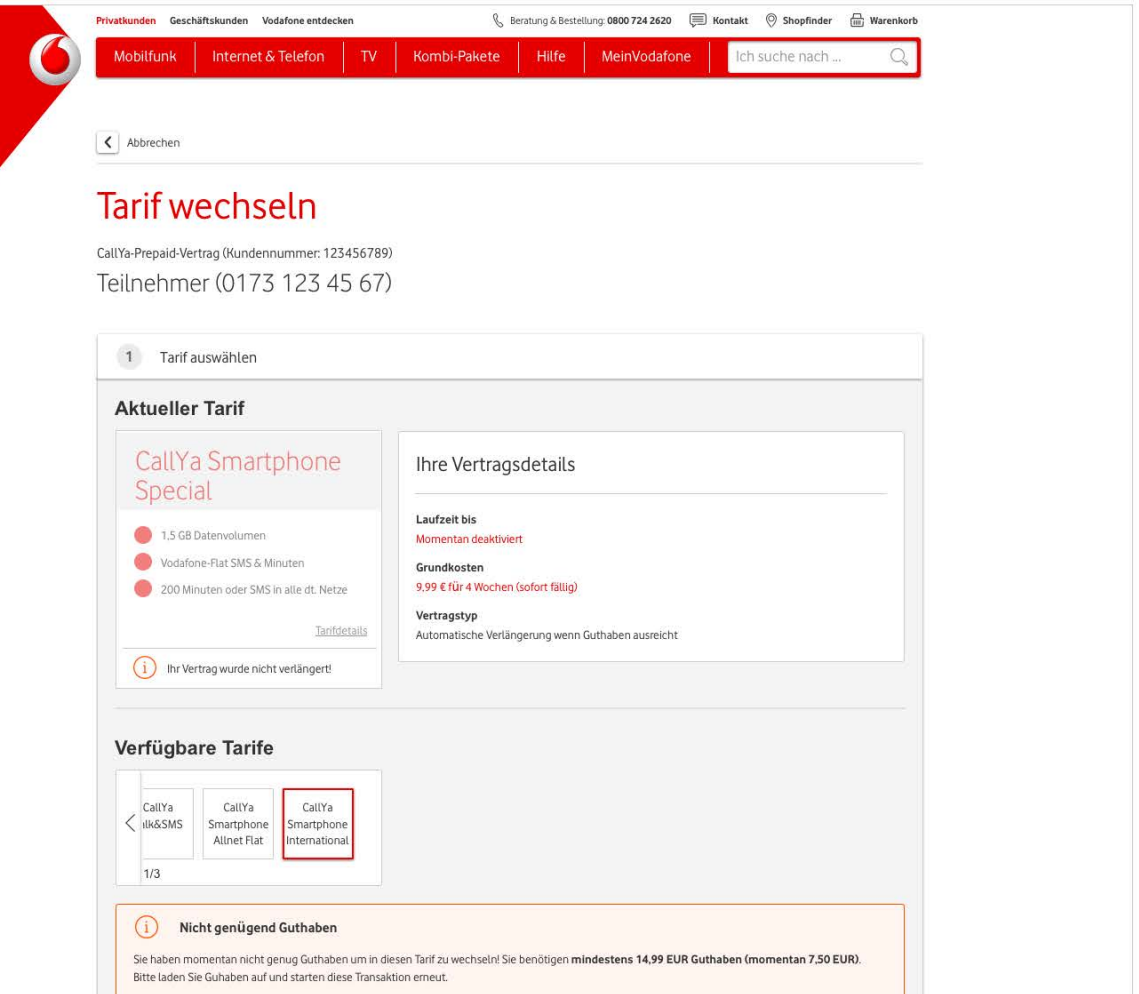 Privatkunden Geschäftskunden Vodafone entdecken Beratung & Bestellung: 0800 724 2620 Kontakt Shopfinder Warenkorb
Mobilfunk Internet & Telefon TV Kombi-Pakete Hilfe MeinVodafone Ich suche nach ...
Abbrechen
Tarif wechseln
CallYa-Prepaid-Vertrag (Kundennummer: 123456789)
Teilnehmer (0173 123 45 67)
1 Tarif auswählen
Aktueller Tarif
CallYa Smartphone
Special
1,5 GB Datenvolumen
Vodafone-Flat SMS & Minuten
200 Minuten oder SMS in alle dt. Netze
Tarifdetails
Ihr Vertrag wurde nicht verlängert!
Ihre Vertragsdetails
Laufzeit bis
Momentan deaktiviert
Grundkosten
9,99 € für 4 Wochen (sofort fällig)
Vertragstyp
Automatische Verlängerung wenn Guthaben ausreicht
Verfügbare Tarife
CallYa
lk&SMS
CallYa
Smartphone
Allnet Flat
CallYa
Smartphone
International
1/3
Nicht genügend Guthaben
Sie haben momentan nicht genug Guthaben um in diesen Tarif zu wechseln! Sie benötigen mindestens 14,99 EUR Guthaben (momentan 7,50 EUR).
Bitte laden Sie Guhaben auf und starten diese Transaktion erneut.